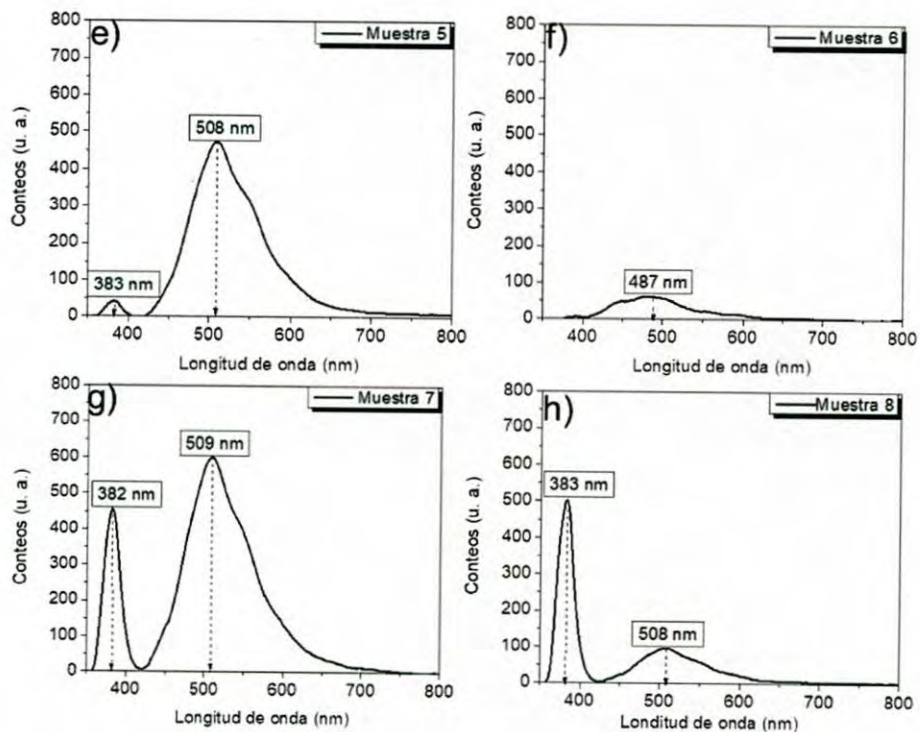 e)
Muestra 5
800
700
600
500
400
300
200
100
0
Conteos (u. a.)
383 nm
508 nm
400 500 600 700 800
Longitud de onda (nm)
f)
Muestra 6
800
700
600
500
400
300
200
100
0
Conteos (u. a.)
487 nm
400 500 600 700 800
Longitud de onda (nm)
g)
Muestra 7
800
700
600
500
400
300
200
100
0
Conteos (u. a.)
382 nm
509 nm
400 500 600 700 800
Longitud de onda (nm)
h)
Muestra 8
800
700
600
500
400
300
200
100
0
Conteos (u. a.)
383 nm
508 nm
400 500 600 700 800
Londitud de onda (nm)